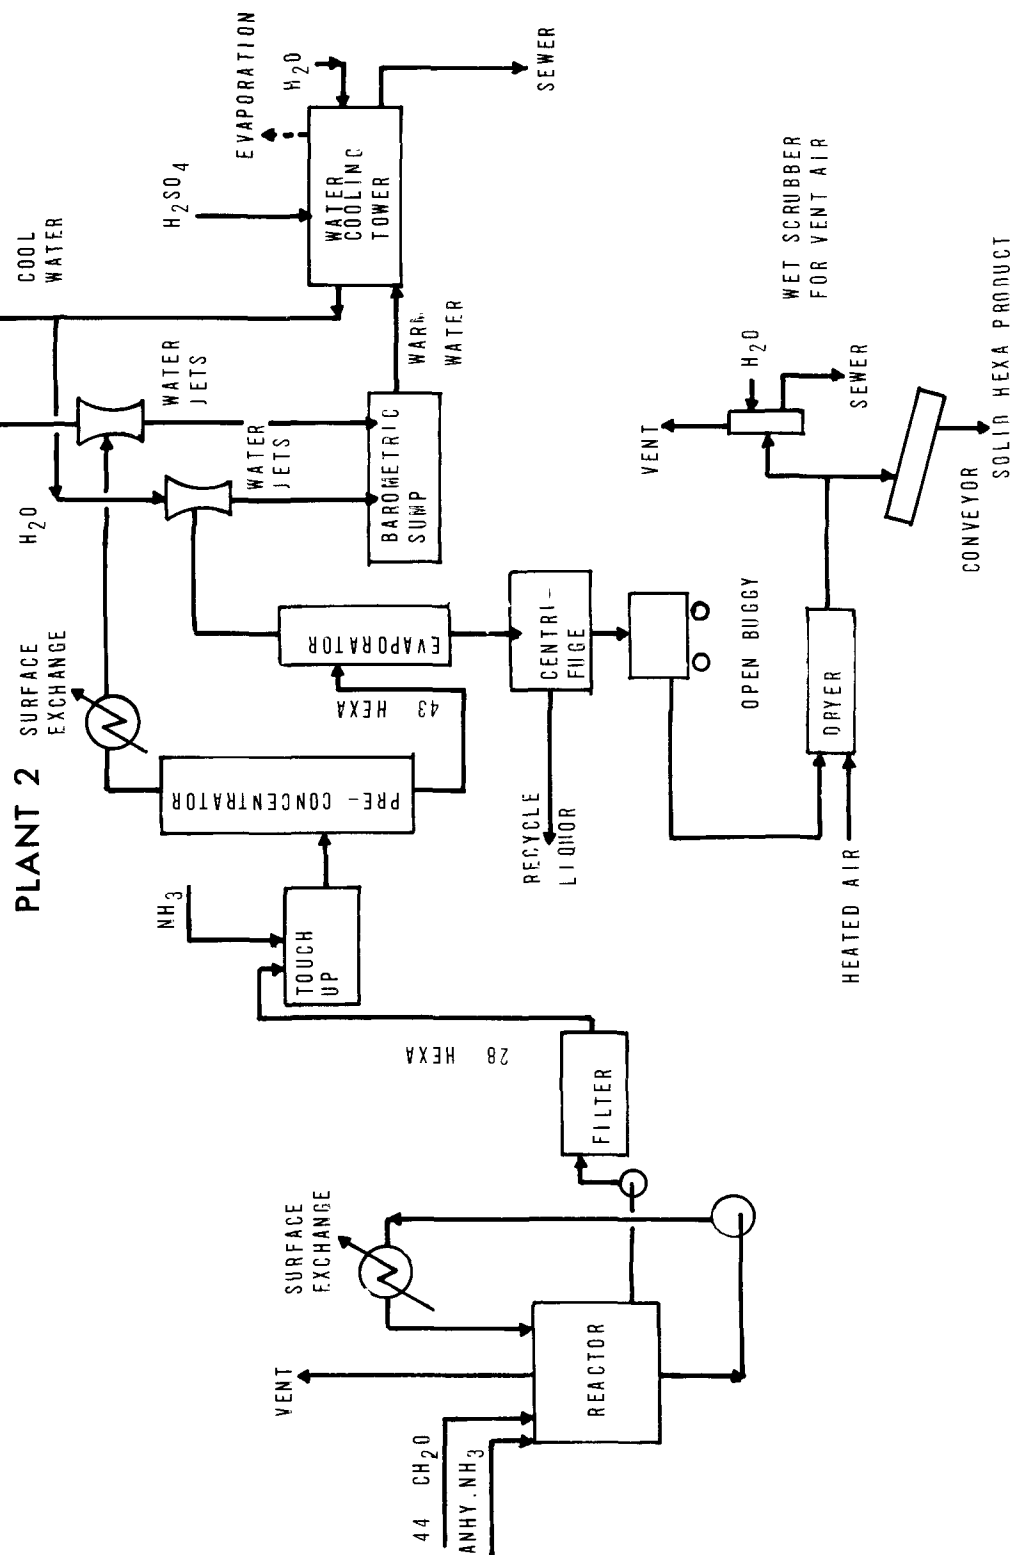 PLANT 2
44 CH2O
ANHY. NH3
VENT
REACTOR
SURFACE
EXCHANGE
FILTER
28 HEXA
NH3
TOUCH
UP
PRE-CONCENTRATOR
SURFACE
EXCHANGE
43 HEXA
EVAPORATOR
H2O
WATER
JETS
WATER
JETS
COOL
WATER
BAROMETRIC
SUMP
WARM
WATER
H2SO4
EVAPORATION
H2O
WATER
COOLING
TOWER
SEWER
CENTRI-
FUGE
RECYCLE
LIQUOR
OPEN BUGGY
HEATED AIR
DRYER
VENT
H2O
WET SCRUBBER
FOR VENT AIR
SEWER
CONVEYOR
SOLID HEXA PRODUCT